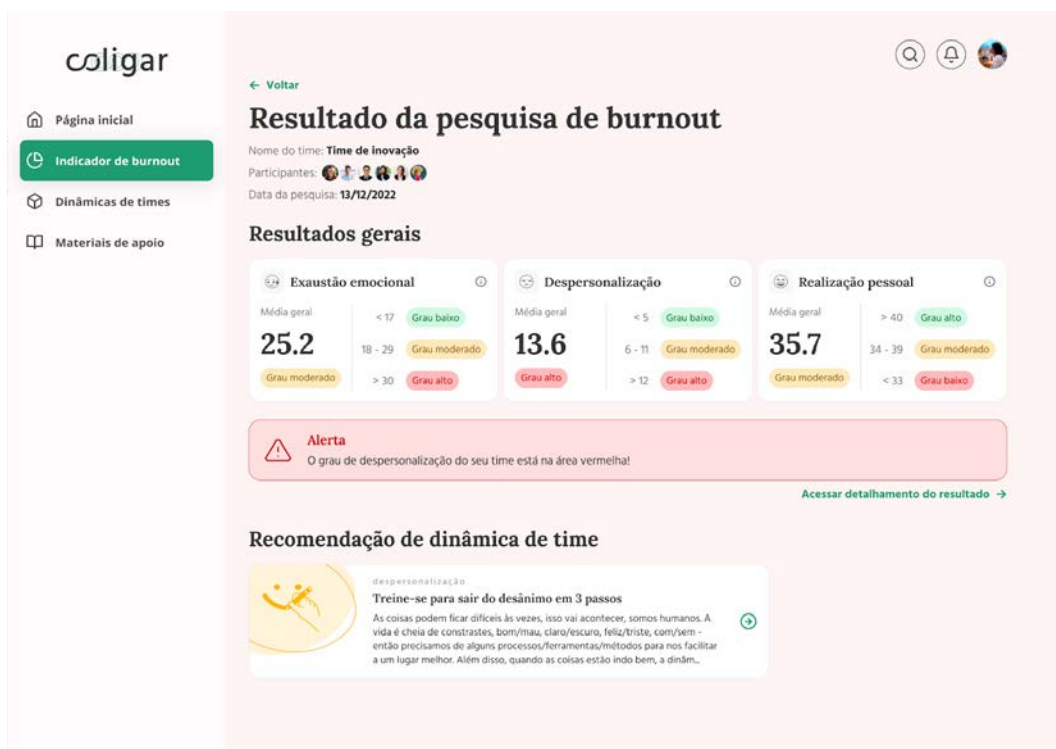 coligar
Página inicial
Indicador de burnout
Dinâmicas de times
Materiais de apoio
← Voltar
Resultado da pesquisa de burnout
Nome do time: Time de inovação
Participantes:
Data da pesquisa: 13/12/2022
Resultados gerais
Exaustão emocional
Média geral
25.2
Grau moderado
< 17 Grau baixo
18 - 29 Grau moderado
> 30 Grau alto
Despersonalização
Média geral
13.6
Grau alto
< 5 Grau baixo
6 - 11 Grau moderado
> 12 Grau alto
Realização pessoal
Média geral
35.7
Grau moderado
> 40 Grau alto
34 - 39 Grau moderado
< 33 Grau baixo
Alerta
O grau de despersonalização do seu time está na área vermelha!
Acessar detalhamento do resultado →
Recomendação de dinâmica de time
despersonalização
Treine-se para sair do desânimo em 3 passos
As coisas podem ficar difíceis às vezes, isso vai acontecer, somos humanos. A
vida é cheia de constrastes, bom/mau, claro/escuro, feliz/triste, com/sem -
então precisamos de alguns processos/ferramentas/métodos para nos facilitar
a um lugar melhor. Além disso, quando as coisas estão indo bem, a dinâm...